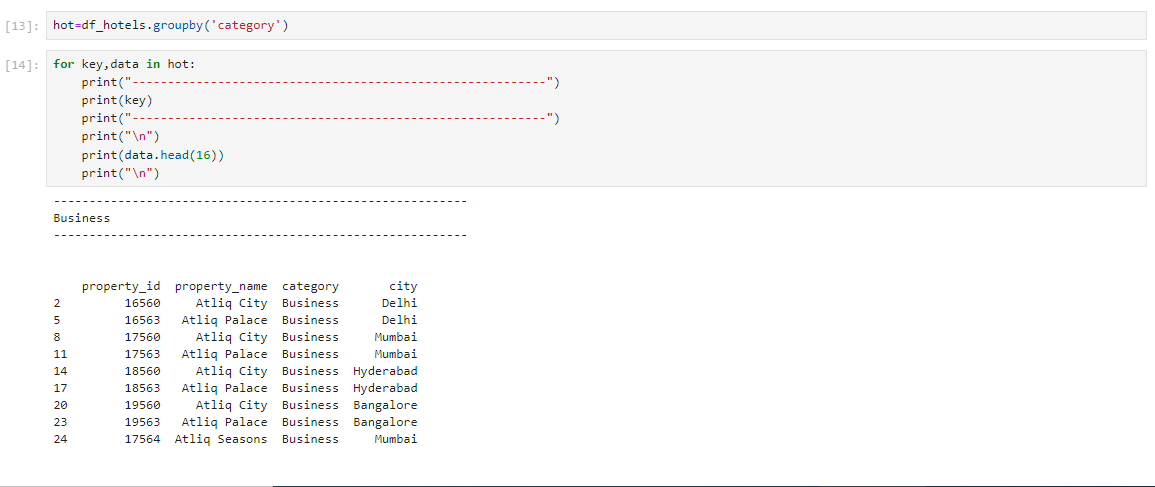 [13]: hot=df_hotels.groupby('category')
[14]: for key,data in hot:
    print("----------------------------------------------------------")
    print(key)
    print("----------------------------------------------------------")
    print("\n")
    print(data.head(16))
    print("\n")
----------------------------------------------------------
Business
----------------------------------------------------------
    property_id  property_name  category       city
2         16560     Atliq City  Business      Delhi
5         16563   Atliq Palace  Business      Delhi
8         17560     Atliq City  Business     Mumbai
11        17563   Atliq Palace  Business     Mumbai
14        18560     Atliq City  Business  Hyderabad
17        18563   Atliq Palace  Business  Hyderabad
20        19560     Atliq City  Business  Bangalore
23        19563   Atliq Palace  Business  Bangalore
24        17564  Atliq Seasons  Business     Mumbai